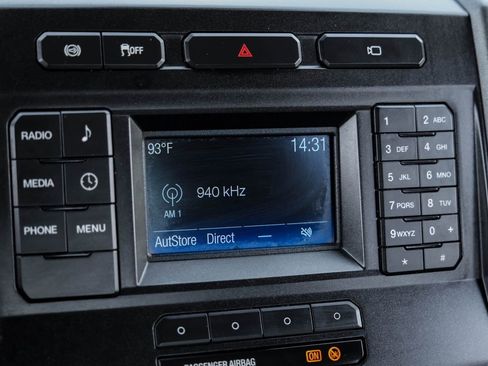 OFF
93°F 14:31
940 kHz
AM 1
AutStore Direct —
RADIO
MEDIA
PHONE MENU
1 2 ABC
3 DEF 4 GHI
5 JKL 6 MNO
7 PQRS 8 TUV
9 WXYZ 0 +
* #
PASSENGER AIRBAG ON